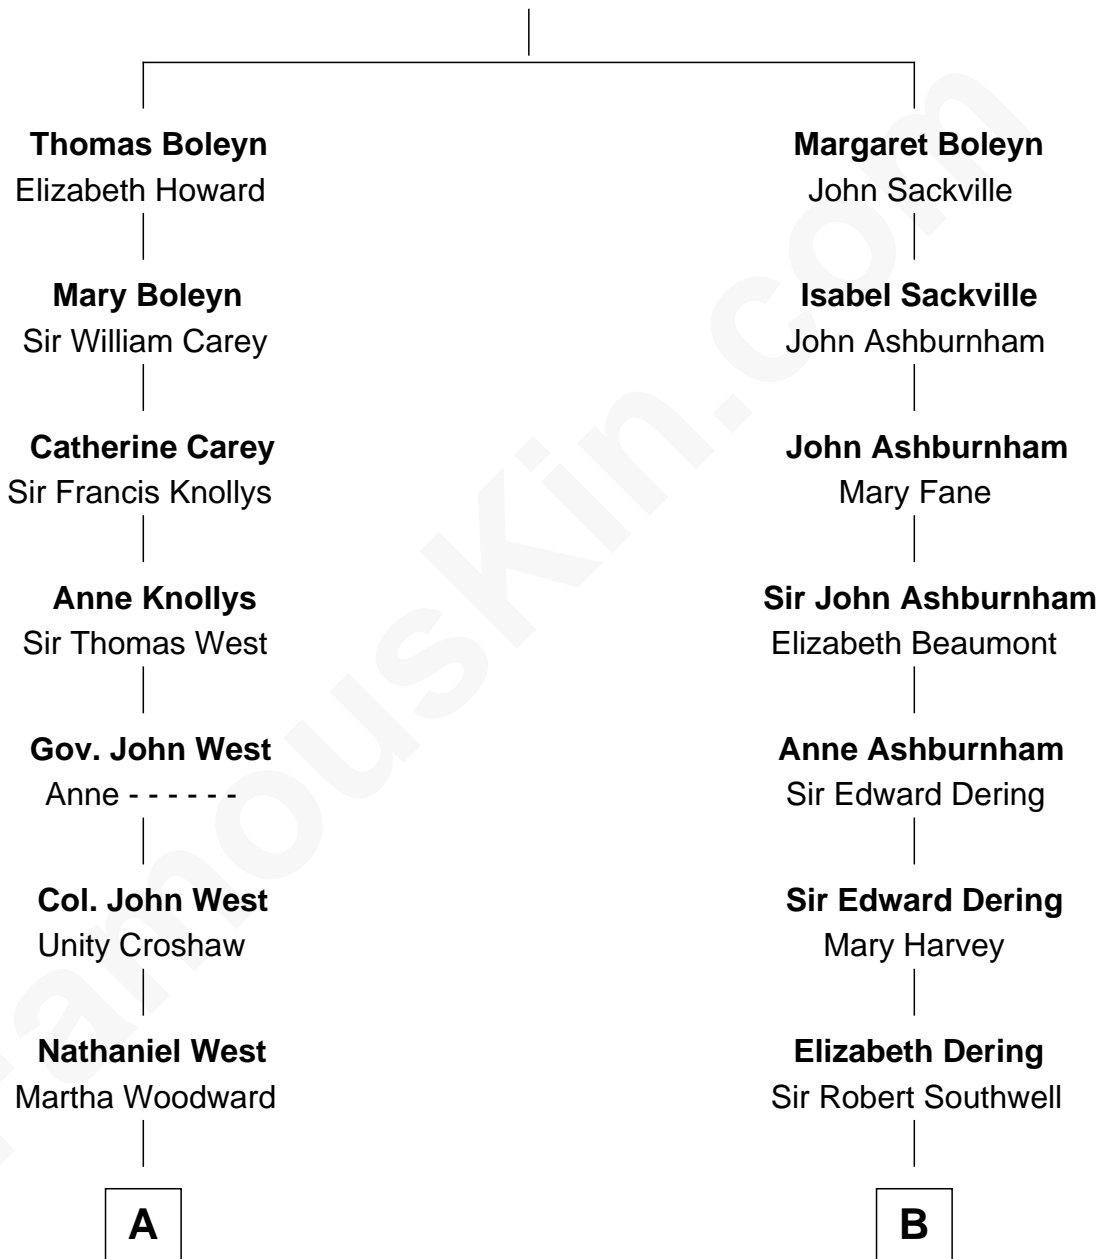 Thomas Boleyn
Elizabeth Howard
Mary Boleyn
Sir William Carey
Catherine Carey
Sir Francis Knollys
Anne Knollys
Sir Thomas West
Gov. John West
Anne - - - - - -
Col. John West
Unity Croshaw
Nathaniel West
Martha Woodward
A
Margaret Boleyn
John Sackville
Isabel Sackville
John Ashburnham
John Ashburnham
Mary Fane
Sir John Ashburnham
Elizabeth Beaumont
Anne Ashburnham
Sir Edward Dering
Sir Edward Dering
Mary Harvey
Elizabeth Dering
Sir Robert Southwell
B
FamousKin.com